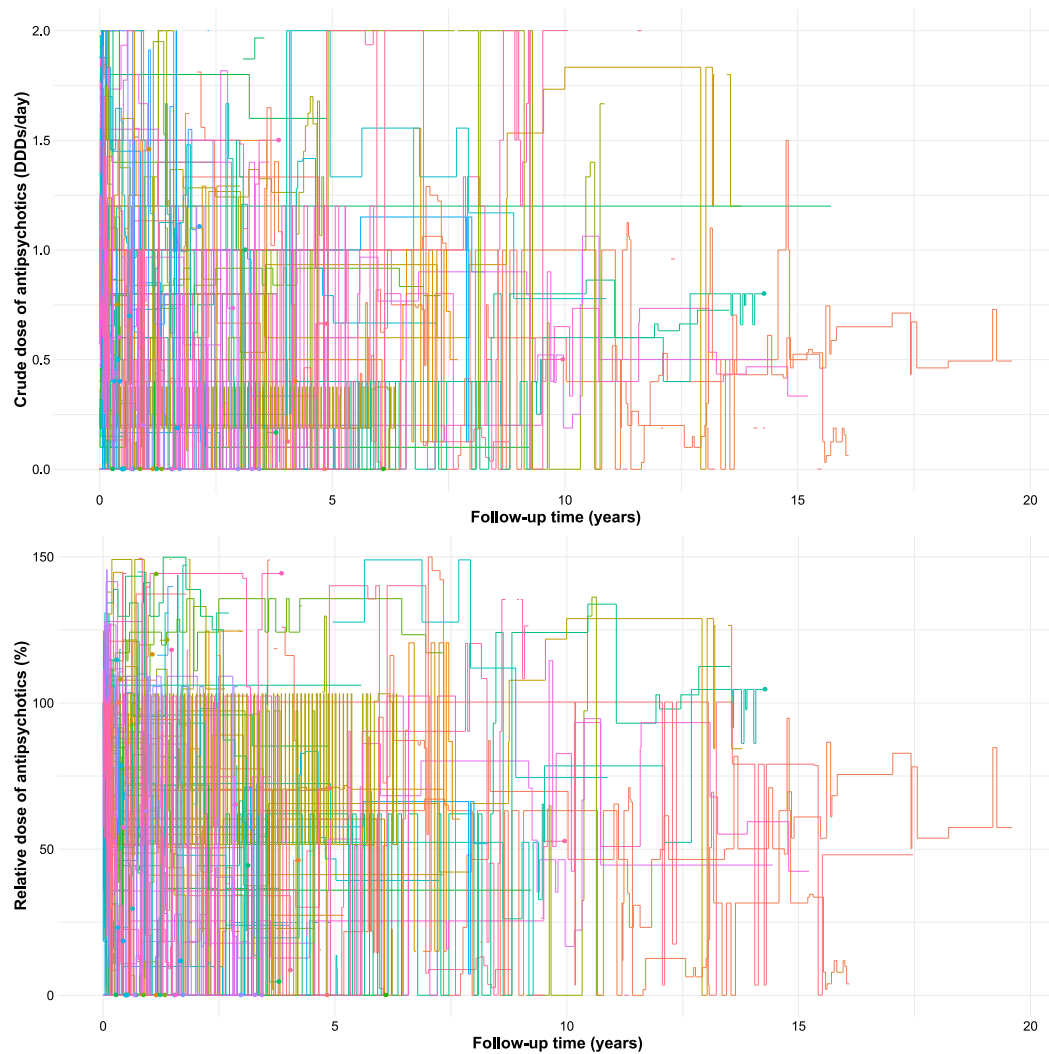 Crude dose of antipsychotics (DDDs/day)
2.0
1.5
1.0
0.5
0.0
0 5 10 15 20
Follow-up time (years)
Relative dose of antipsychotics (%)
150
100
50
0
0 5 10 15 20
Follow-up time (years)